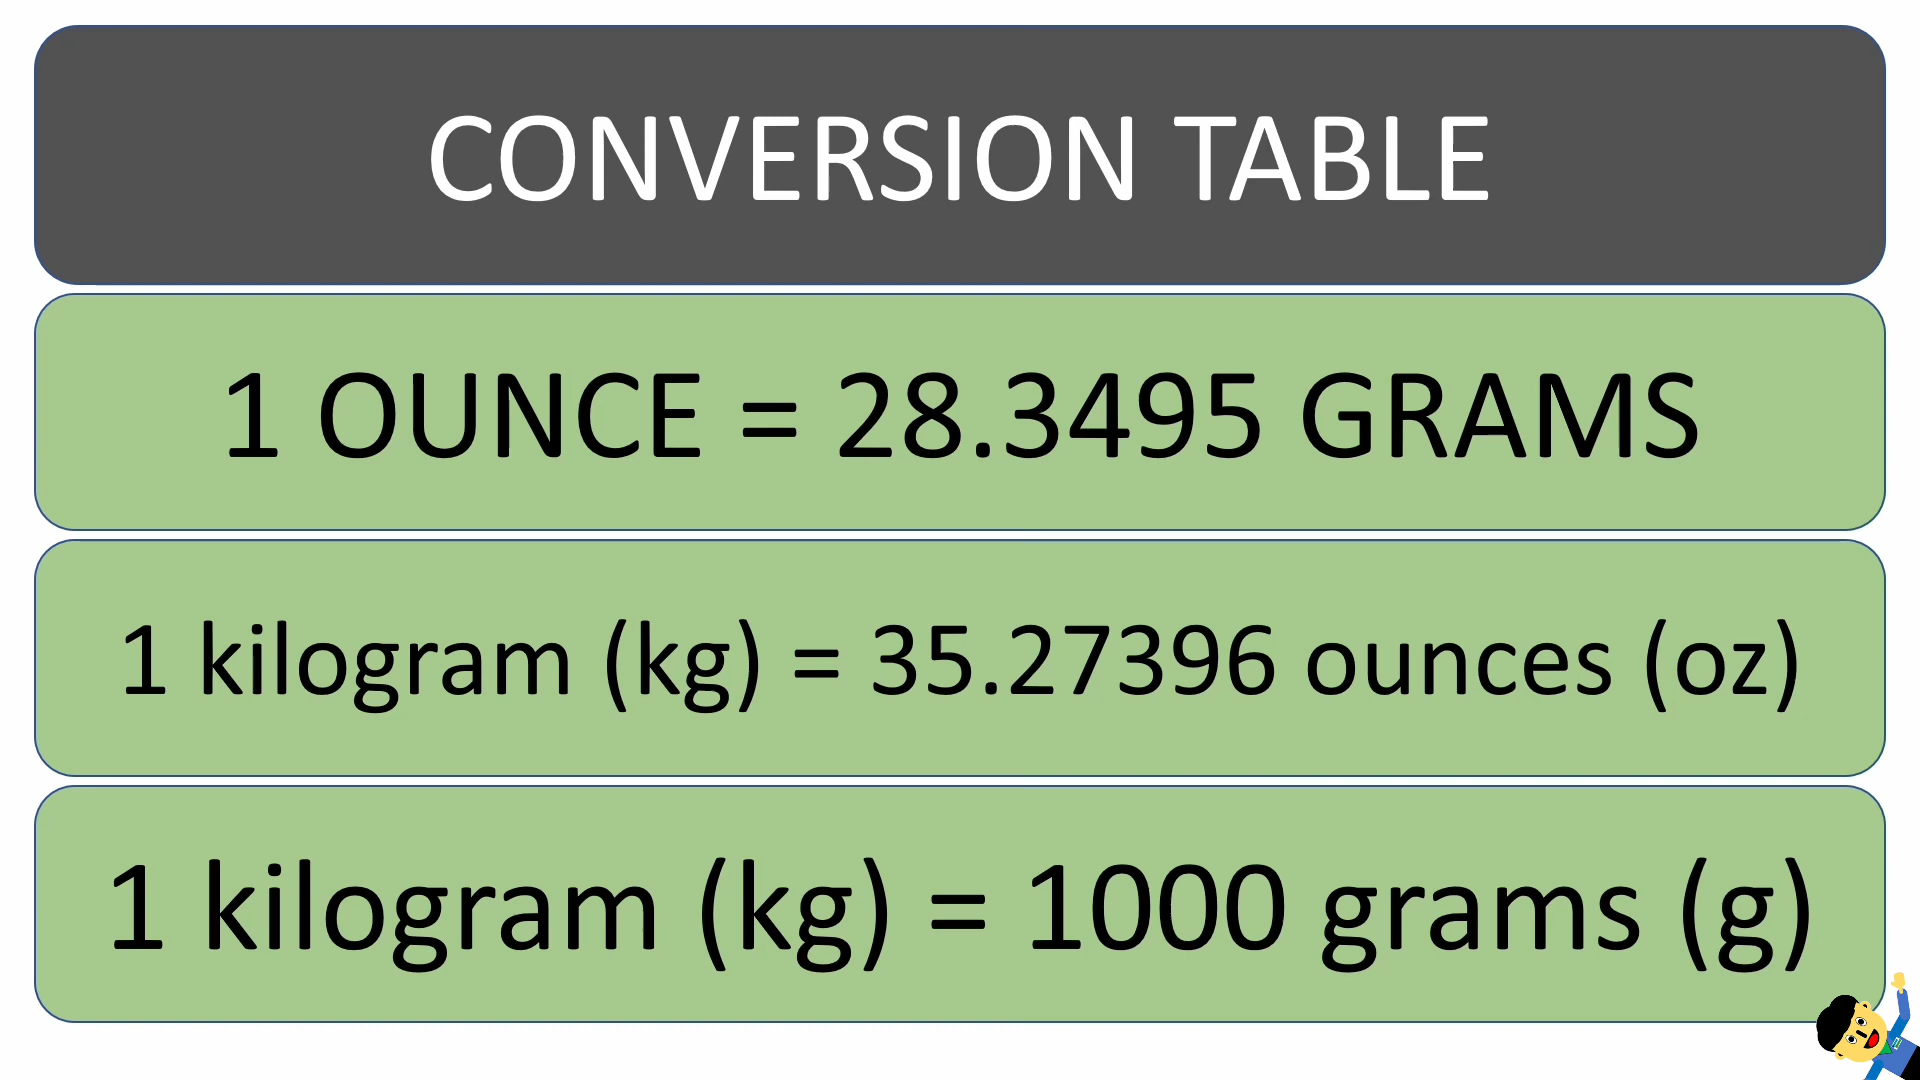 CONVERSION TABLE
1 OUNCE = 28.3495 GRAMS
1 kilogram (kg) = 35.27396 ounces (oz)
1 kilogram (kg) = 1000 grams (g)